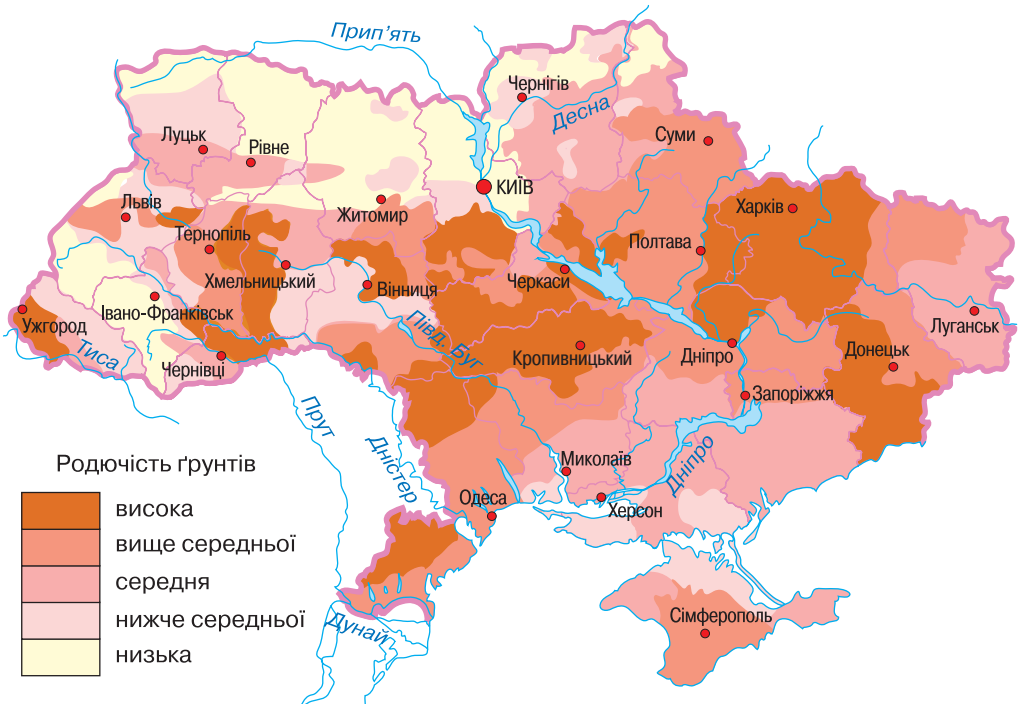 Прип’ять
Чернігів
Десна
Луцьк
Рівне
Суми
КИЇВ
Львів
Житомир
Харків
Тернопіль
Полтава
Хмельницький
Черкаси
Вінниця
Івано-Франківськ
Ужгород
Півд. Буг
Луганськ
Тиса
Чернівці
Кропивницький
Дніпро
Донецьк
Запоріжжя
Прут
Дністер
Миколаїв
Дніпро
Родючість ґрунтів
Одеса
Херсон
висока
вище середньої
середня
нижче середньої
Дунай
Сімферополь
низька